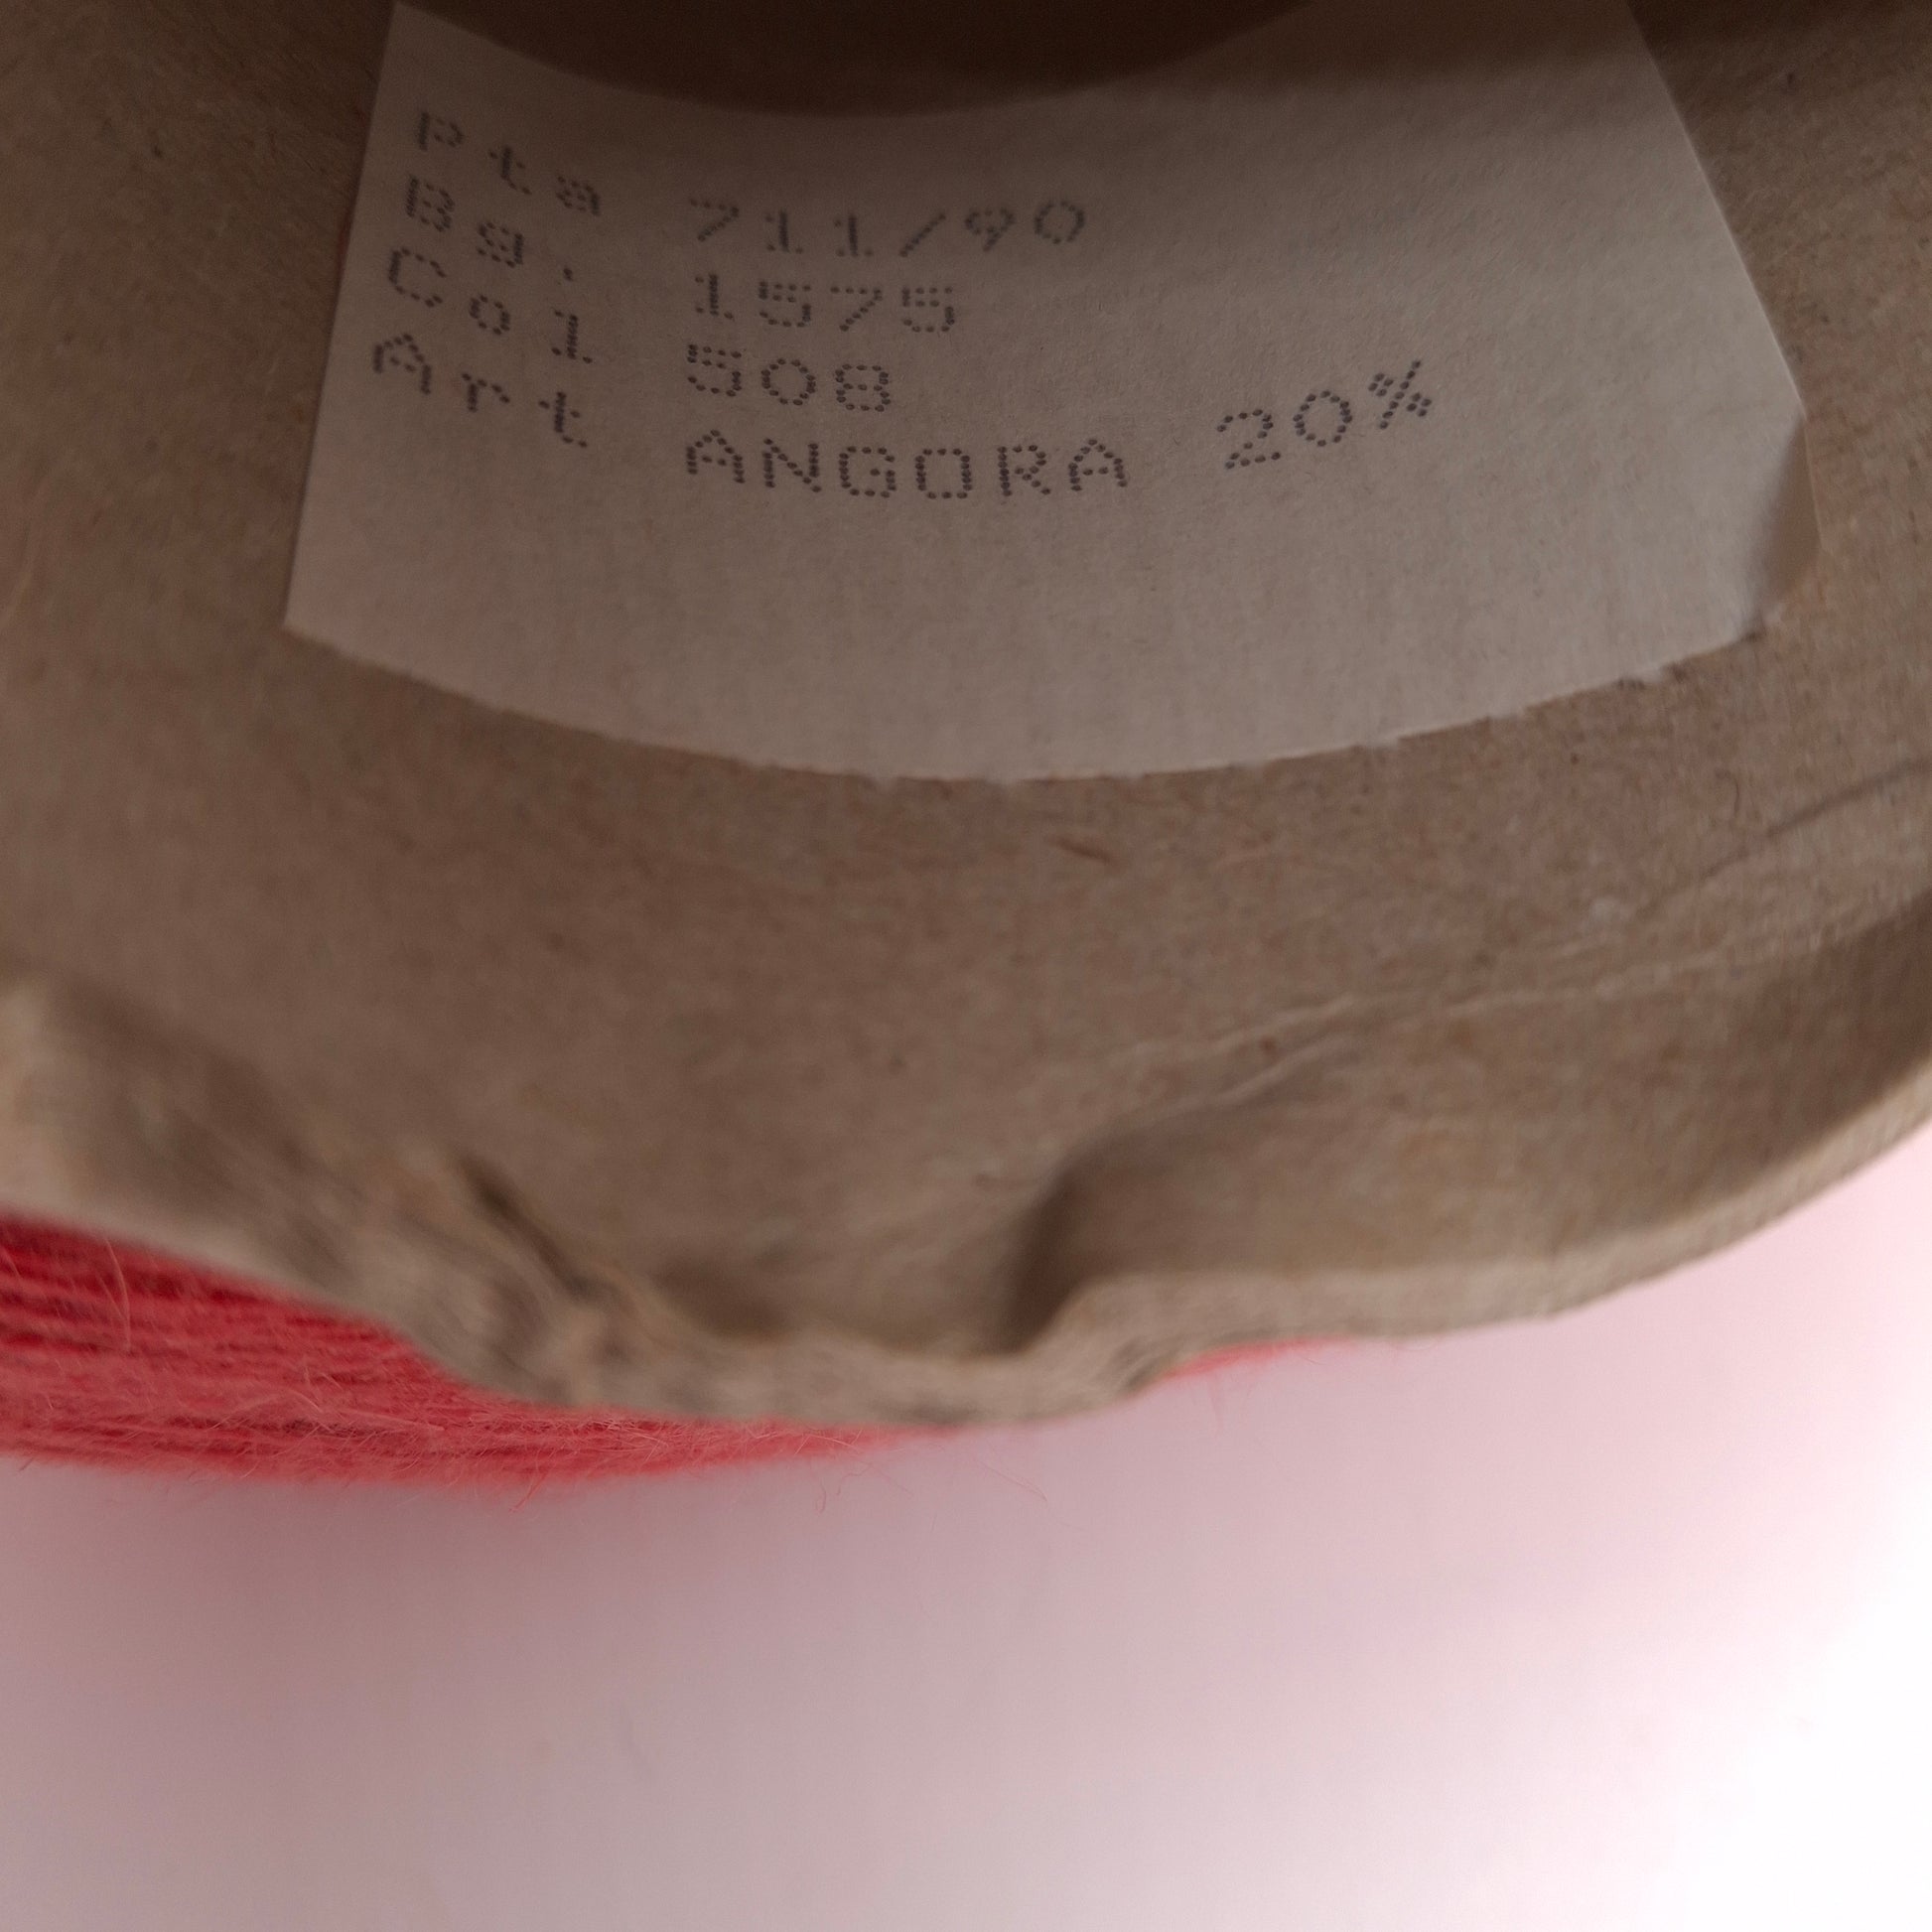 Pta 711/90
Bg. 1575
Col 508
Art ANGORA 20%